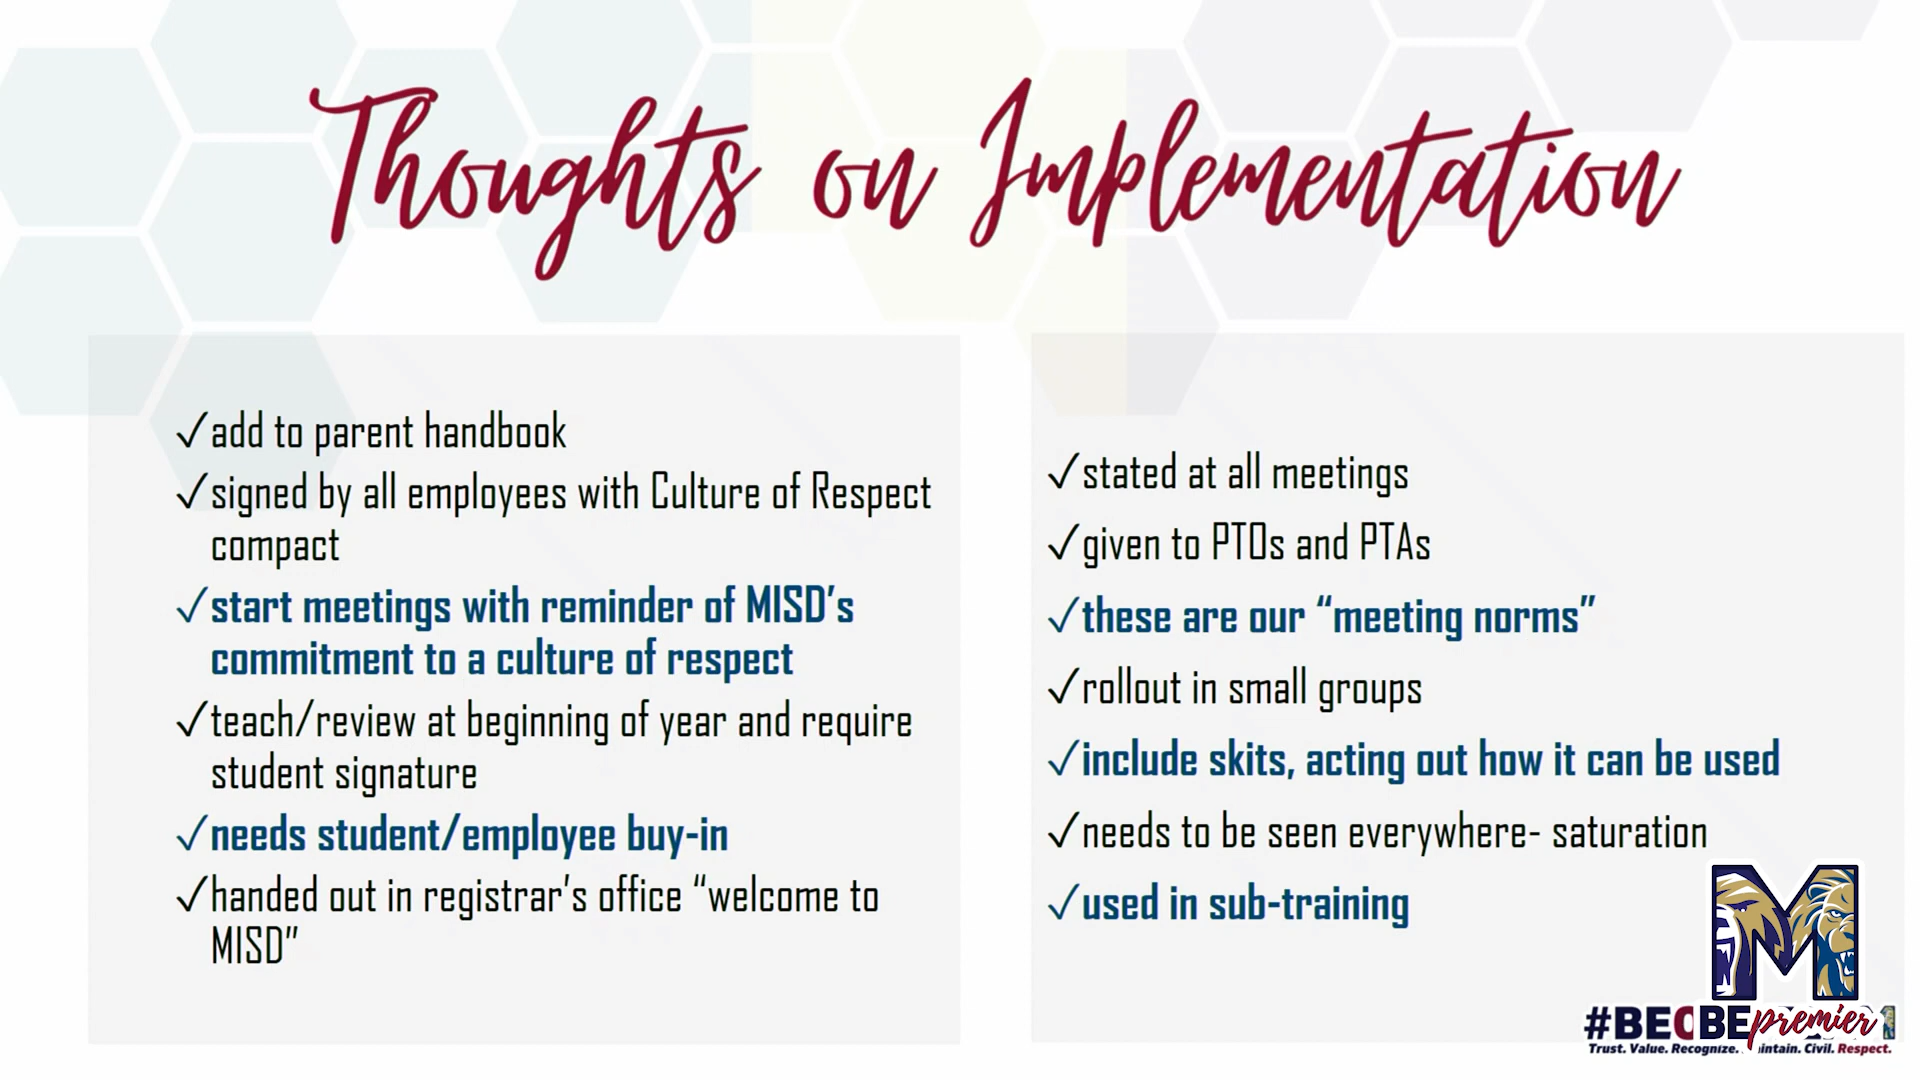 Thoughts on Implementation
✓add to parent handbook
✓signed by all employees with Culture of Respect
compact
✓start meetings with reminder of MISD’s
commitment to a culture of respect
✓teach/review at beginning of year and require
student signature
✓needs student/employee buy-in
✓handed out in registrar’s office “welcome to
MISD”
✓stated at all meetings
✓given to PTOs and PTAs
✓these are our “meeting norms”
✓rollout in small groups
✓include skits, acting out how it can be used
✓needs to be seen everywhere- saturation
✓used in sub-training
M
BE premier
Trust. Value. Recognize. Civil. Respect.